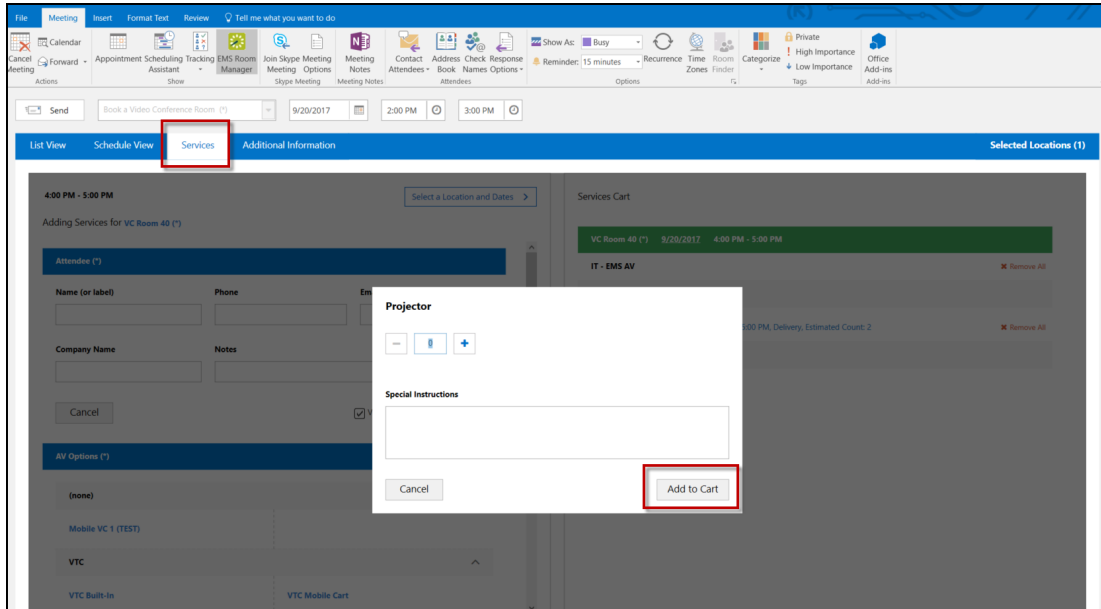 File Meeting Insert Format Text Review Tell me what you want to do
Cancel Meeting
Calendar
Forward
Actions
Appointment
Scheduling Assistant
Tracking
EMS Room Manager
Show
Join Skype Meeting
Meeting Options
Skype Meeting
Meeting Notes
Meeting Notes
Contact Attendees
Address Book
Check Names
Response Options
Attendees
Show As: Busy
Reminder: 15 minutes
Recurrence
Time Zones
Room Finder
Options
Categorize
Private
High Importance
Low Importance
Tags
Office Add-ins
Add-ins
Send Book a Video Conference Room (*) 9/20/2017 2:00 PM 3:00 PM
List View Schedule View Services Additional Information Selected Locations (1)
4:00 PM - 5:00 PM Select a Location and Dates
Adding Services for VC Room 40 (*)
Attendee (*)
Name (or label) Phone Em
Company Name Notes
Cancel
AV Options (*)
(none)
Mobile VC 1 (TEST)
VTC
VTC Built-In VTC Mobile Cart
Services Cart
VC Room 40 (*) 9/20/2017 4:00 PM - 5:00 PM
IT - EMS AV Remove All
5:00 PM, Delivery, Estimated Count: 2 Remove All
Projector
0
Special Instructions
Cancel Add to Cart